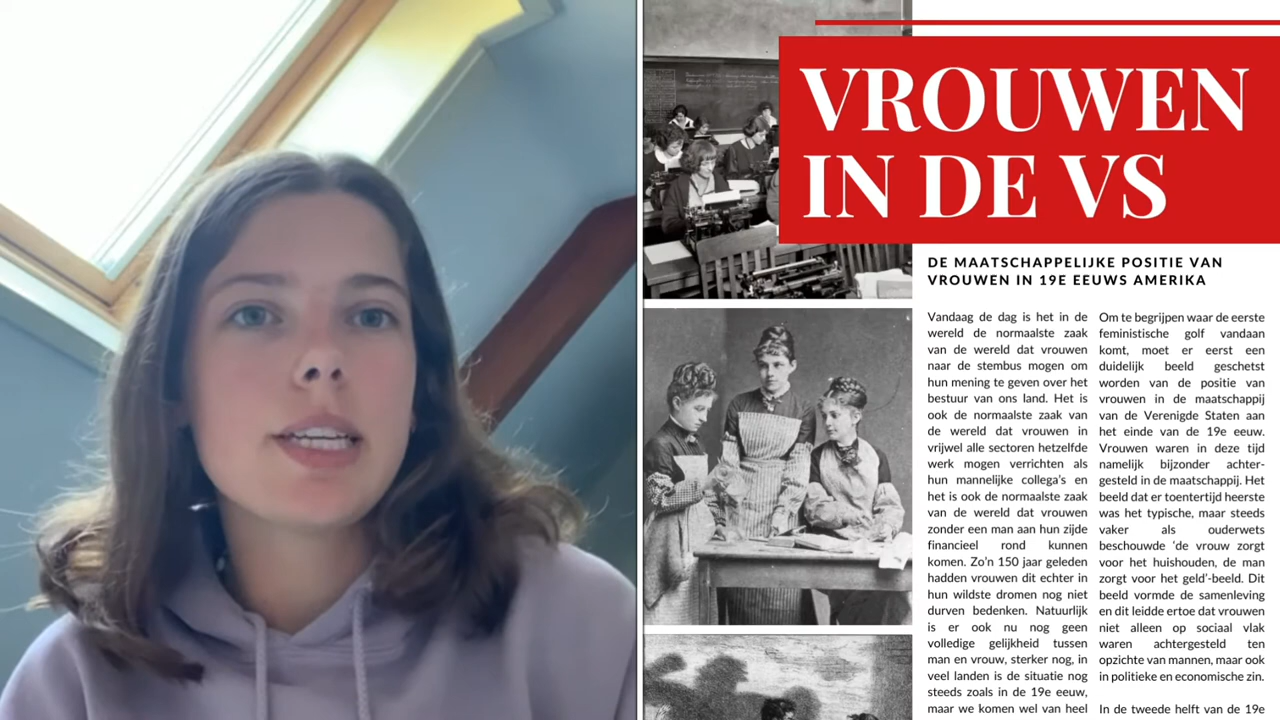 VROUWEN
IN DE VS
DE MAATSCHAPPELIJKE POSITIE VAN
VROUWEN IN 19E EEUWS AMERIKA
Vandaag de dag is het in de
wereld de normaalste zaak
van de wereld dat vrouwen
naar de stembus mogen om
hun mening te geven over het
bestuur van ons land. Het is
ook de normaalste zaak van
de wereld dat vrouwen in
vrijwel alle sectoren hetzelfde
werk mogen verrichten als
hun mannelijke collega's en
het is ook de normaalste zaak
van de wereld dat vrouwen
zonder een man aan hun zijde
financieel rond kunnen
komen. Zo'n 150 jaar geleden
hadden vrouwen dit echter in
hun wildste dromen nog niet
durven bedenken. Natuurlijk
is er ook nu nog geen
volledige gelijkheid tussen
man en vrouw, sterker nog, in
veel landen is de situatie nog
steeds zoals in de 19e eeuw,
maar we komen wel van heel
Om te begrijpen waar de eerste
feministische golf vandaan
komt, moet er eerst een
duidelijk beeld geschetst
worden van de positie van
vrouwen in de maatschappij
van de Verenigde Staten aan
het einde van de 19e eeuw.
Vrouwen waren in deze tijd
namelijk bijzonder achter-
gesteld in de maatschappij. Het
beeld dat er toentertijd heerste
was het typische, maar steeds
vaker als ouderwets
beschouwde 'de vrouw zorgt
voor het huishouden, de man
zorgt voor het geld'-beeld. Dit
beeld vormde de samenleving
en dit leidde ertoe dat vrouwen
niet alleen op sociaal vlak
waren achtergesteld ten
opzichte van mannen, maar ook
in politieke en economische zin.
In de tweede helft van de 19e